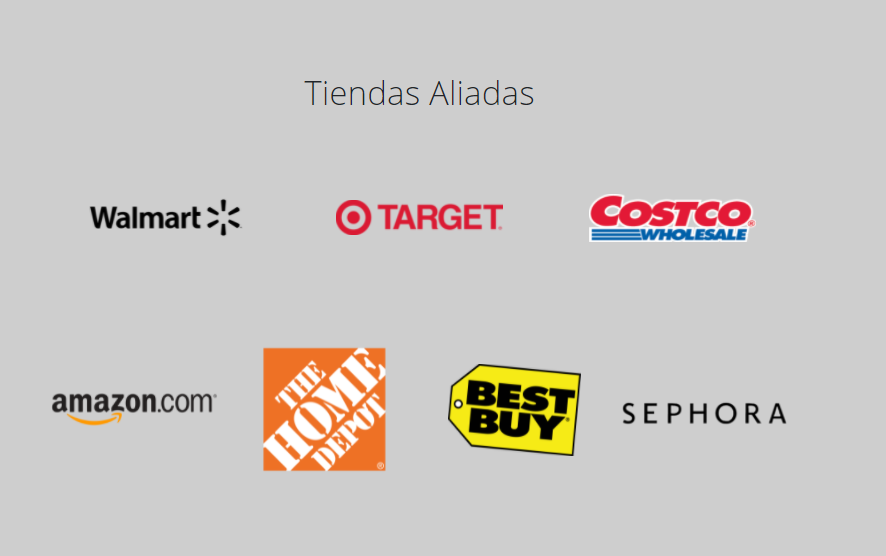 Tiendas Aliadas
Walmart
TARGET
COSTCO
WHOLESALE
amazon.com
THE
HOME
DEPOT
BEST
BUY
SEPHORA